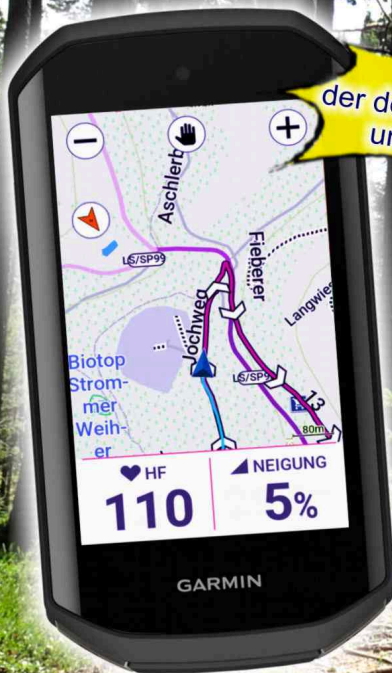 der d
u
Aschlerb
Fieberer
LS/SP99
Jochweg
Langwies
Biotop
Strom-
mer
Weih-
er
LS/SP9
13
80m
HF
NEIGUNG
110
5%
GARMIN